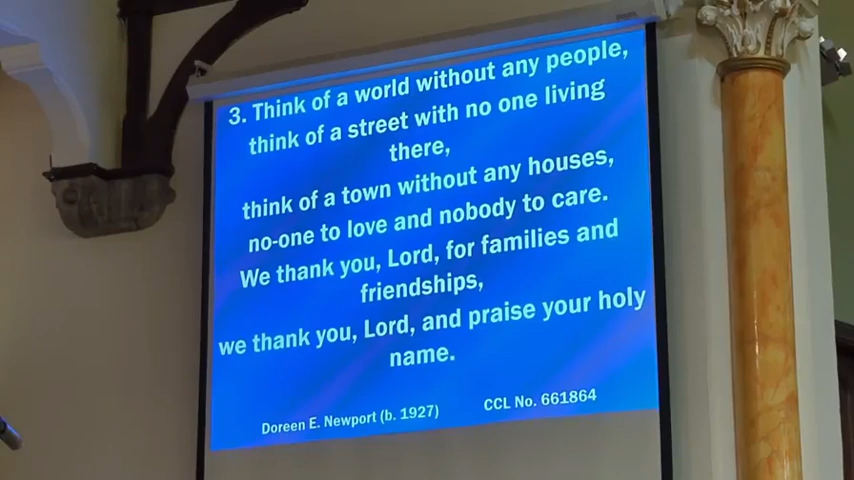 3. Think of a world without any people,
think of a street with no one living
there,
think of a town without any houses,
no-one to love and nobody to care.
We thank you, Lord, for families and
friendships,
we thank you, Lord, and praise your holy
name.
Doreen E. Newport (b. 1927) CCL No. 661864